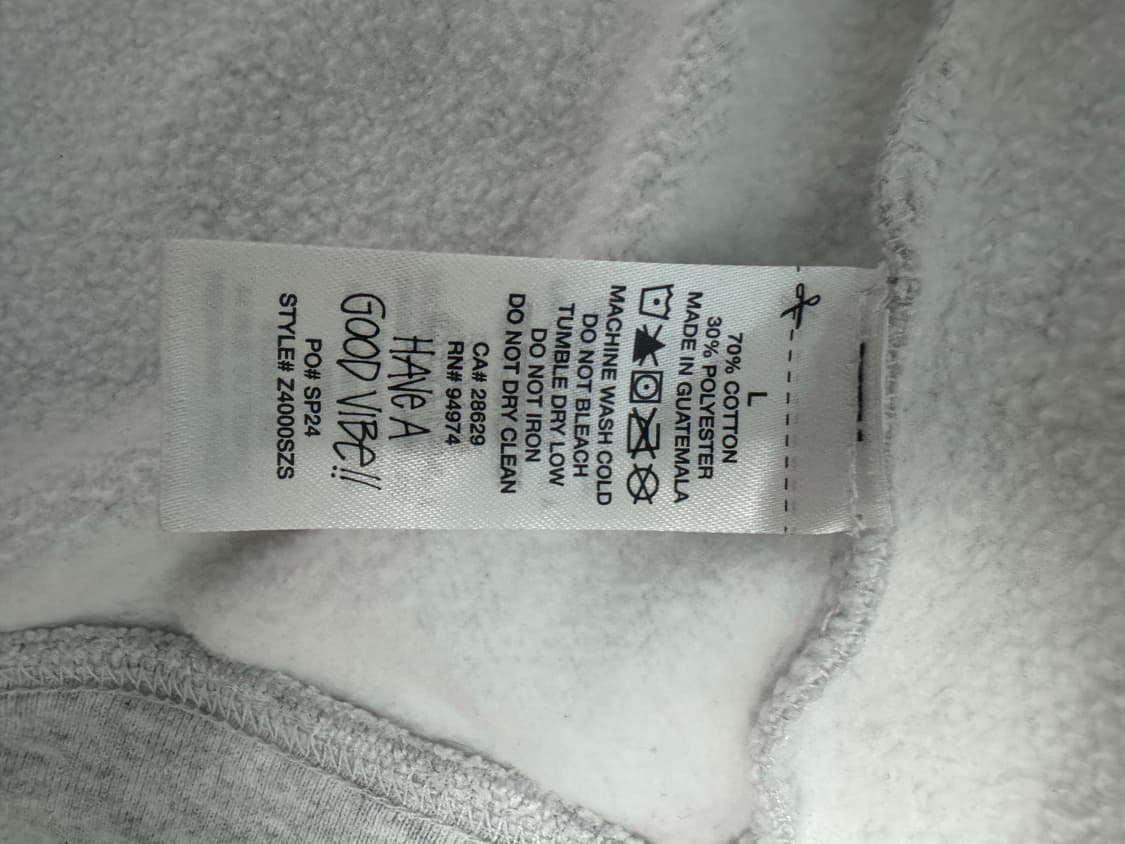 L
70% COTTON
30% POLYESTER
MADE IN GUATEMALA
MACHINE WASH COLD
DO NOT BLEACH
TUMBLE DRY LOW
DO NOT IRON
DO NOT DRY CLEAN
CA# 28629
RN# 94974
HAVE A
GOOD VIBE!!
PO# SP24
STYLE# Z4000SZS